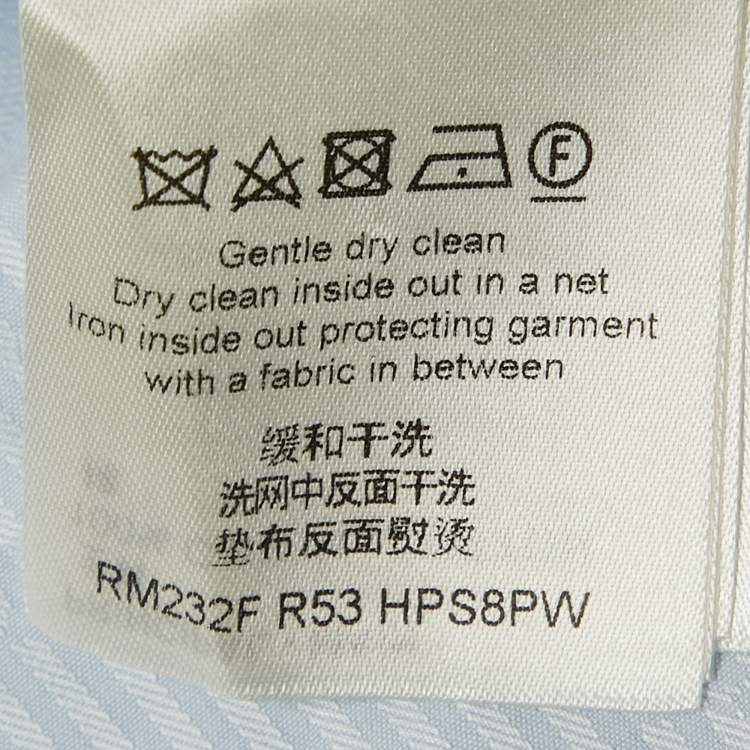 F
Gentle dry clean
Dry clean inside out in a net
Iron inside out protecting garment
with a fabric in between
缓和干洗
洗网中反面干洗
垫布反面熨烫
RM232F R53 HPS8PW